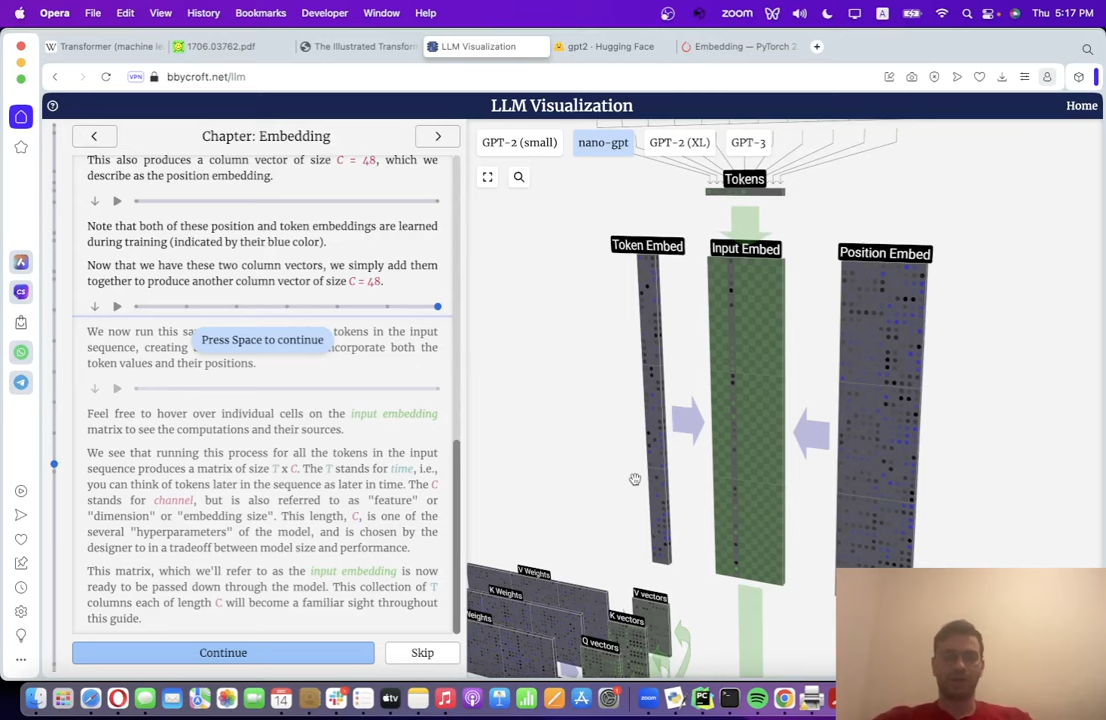 Opera File Edit View History Bookmarks Developer Window Help
zoom A Thu 5:17 PM
Transformer (machine le
1706.03762.pdf
The Illustrated Transform
LLM Visualization
gpt2 · Hugging Face
Embedding — PyTorch 2
VPN bbycroft.net/llm
LLM Visualization
Home
Chapter: Embedding
This also produces a column vector of size C = 48, which we
describe as the position embedding.
Note that both of these position and token embeddings are learned
during training (indicated by their blue color).
Now that we have these two column vectors, we simply add them
together to produce another column vector of size C = 48.
We now run this sa tokens in the input
Press Space to continue
sequence, creating ncorporate both the
token values and their positions.
Feel free to hover over individual cells on the input embedding
matrix to see the computations and their sources.
We see that running this process for all the tokens in the input
sequence produces a matrix of size T x C. The T stands for time, i.e.,
you can think of tokens later in the sequence as later in time. The C
stands for channel, but is also referred to as "feature" or
"dimension" or "embedding size". This length, C, is one of the
several "hyperparameters" of the model, and is chosen by the
designer to in a tradeoff between model size and performance.
This matrix, which we'll refer to as the input embedding is now
ready to be passed down through the model. This collection of T
columns each of length C will become a familiar sight throughout
this guide.
Continue
Skip
GPT-2 (small)
nano-gpt
GPT-2 (XL)
GPT-3
Tokens
Token Embed
Input Embed
Position Embed
V Weights
K Weights
Weights
V vectors
K vectors
Q vectors
DEC
14
tv
zoom
PC